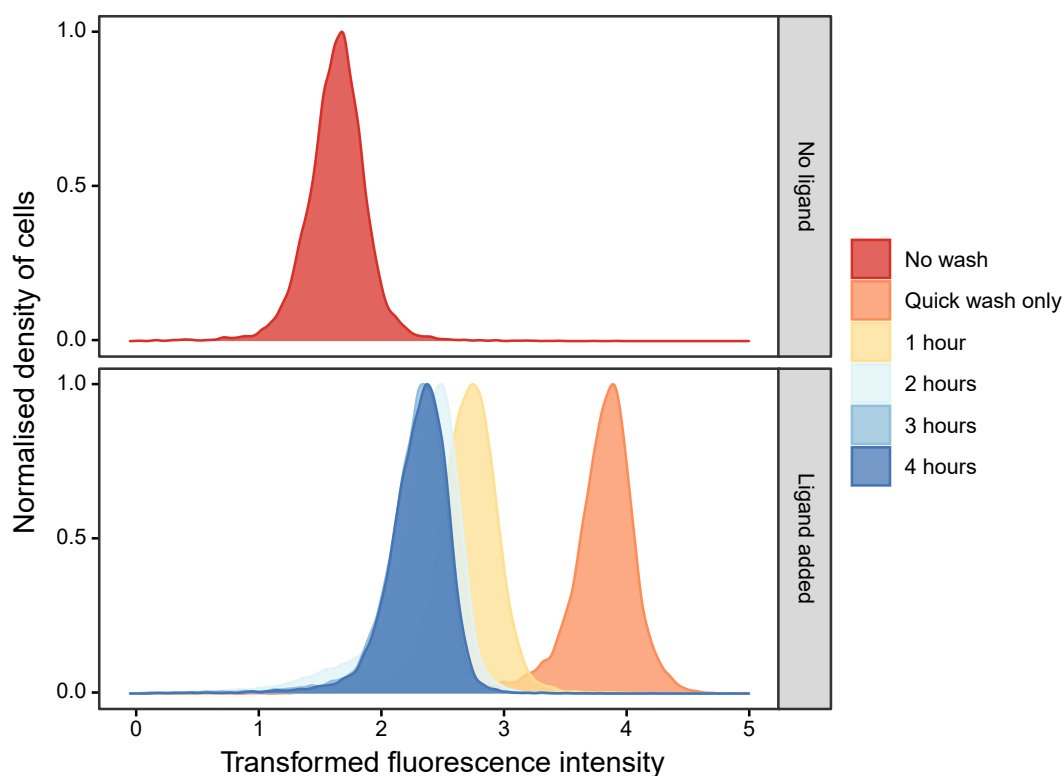 Normalised density of cells
1.0
0.5
0.0
No ligand
1.0
0.5
0.0
Ligand added
0 1 2 3 4 5
Transformed fluorescence intensity
No wash
Quick wash only
1 hour
2 hours
3 hours
4 hours